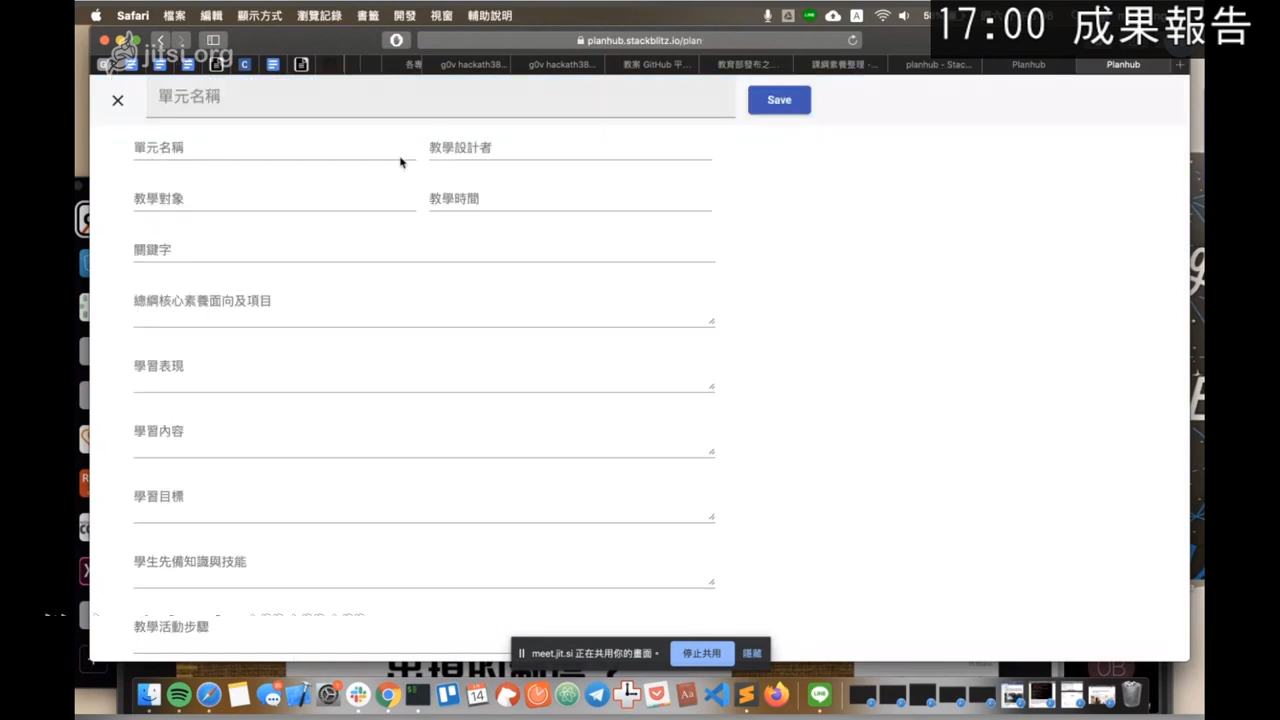 Safari 檔案 編輯 顯示方式 瀏覽記錄 書籤 開發 視窗 輔助說明
17:00 成果報告
jitsi.org
planhub.stackblitz.io/plan
各專 g0v hackath38... g0v hackath38... 教案 GitHub 平... 教育部發布之... 課綱素養整理 -... planhub - Stac... Planhub Planhub
單元名稱 Save
單元名稱 教學設計者
教學對象 教學時間
關鍵字
總綱核心素養面向及項目
學習表現
學習內容
學習目標
學生先備知識與技能
教學活動步驟
meet.jit.si 正在共用你的畫面。 停止共用 隱藏